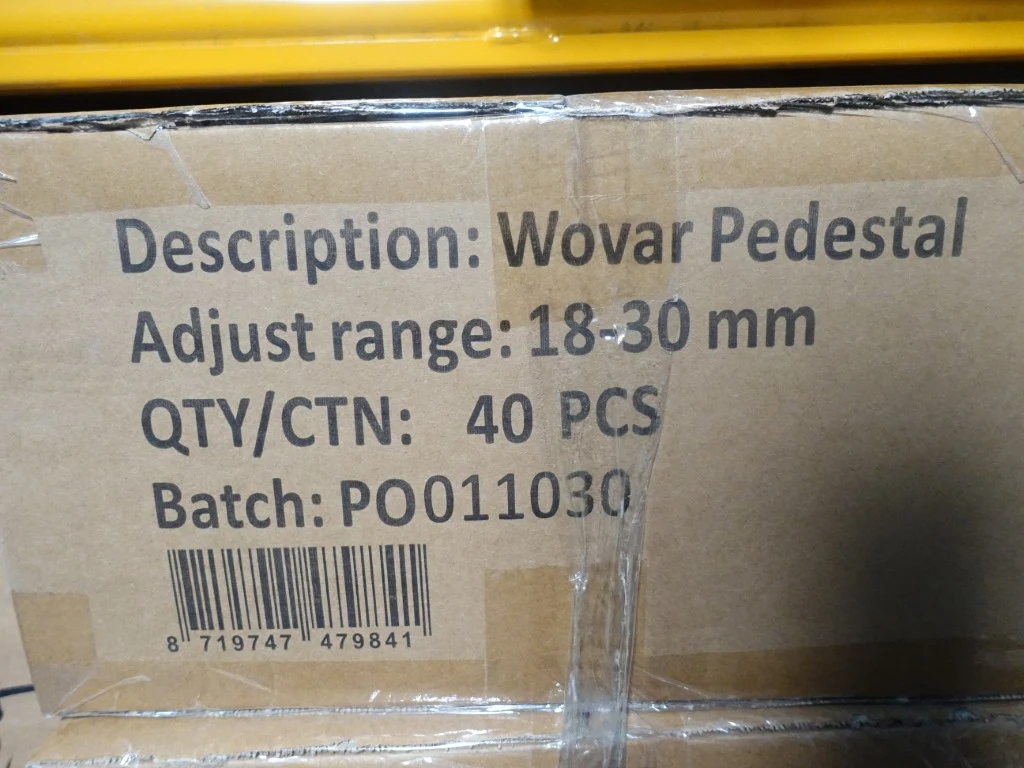 Description: Wovar Pedestal
Adjust range: 18-30 mm
QTY/CTN: 40 PCS
Batch: PO011030
8 719747 479841